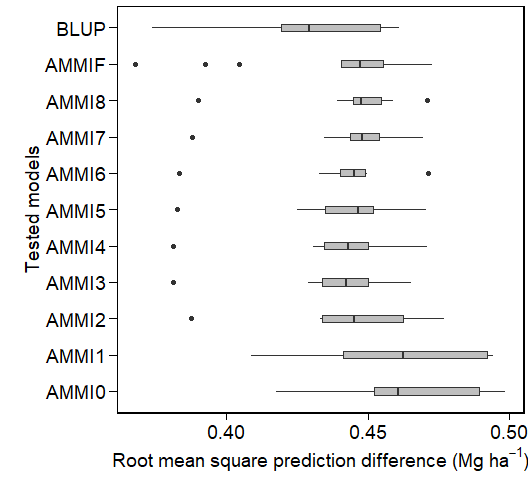 Tested models
BLUP
AMMIF
AMMI8
AMMI7
AMMI6
AMMI5
AMMI4
AMMI3
AMMI2
AMMI1
AMMI0
0.40 0.45 0.50
Root mean square prediction difference (Mg ha⁻¹)